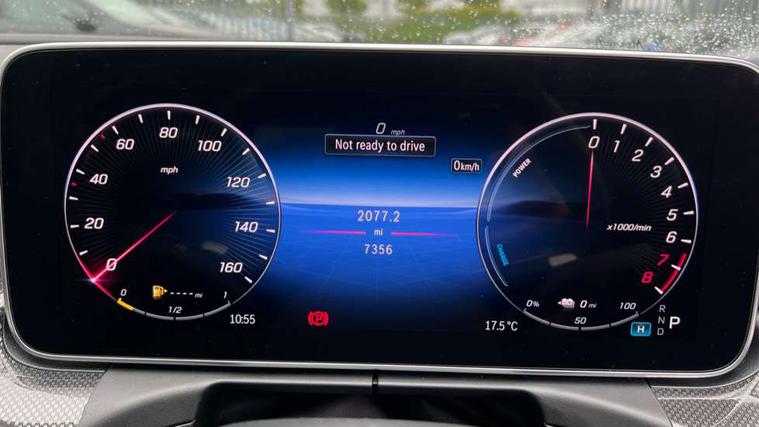 0 mph
Not ready to drive
0 km/h
0
20
40
60
80
100
120
140
160
mph
2077.2
mi
7356
POWER
CHARGE
0
1
2
3
4
5
6
7
8
x1000/min
0
1/2
1
----- mi
0%
50
100
0 mi
10:55
P
17.5 °C
H
R
N
D
P